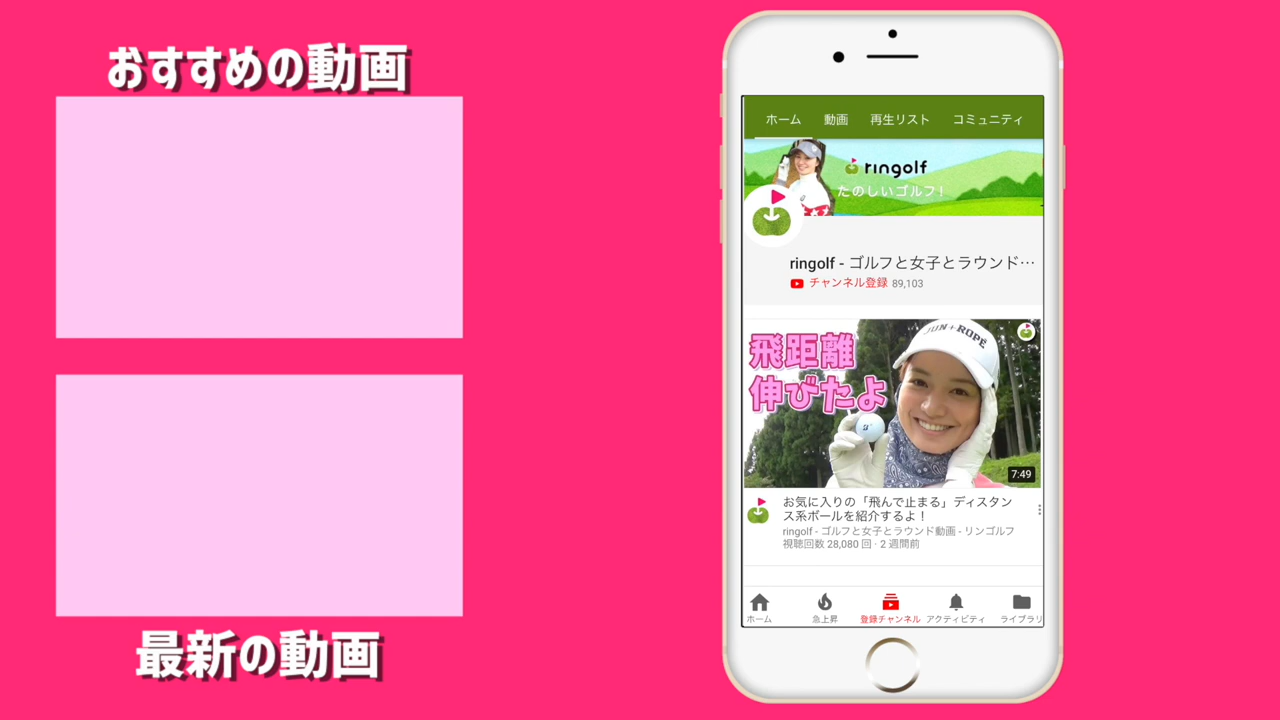 おすすめの動画
最新の動画
ホーム 動画 再生リスト コミュニティ
ringolf
たのしいゴルフ!
ringolf - ゴルフと女子とラウンド…
チャンネル登録 89,103
JUN+ROPE
飛距離
伸びたよ
7:49
お気に入りの「飛んで止まる」ディスタン
ス系ボールを紹介するよ！
ringolf - ゴルフと女子とラウンド動画 - リンゴルフ
視聴回数 28,080 回 · 2 週間前
ホーム 急上昇 登録チャンネル アクティビティ ライブラリ